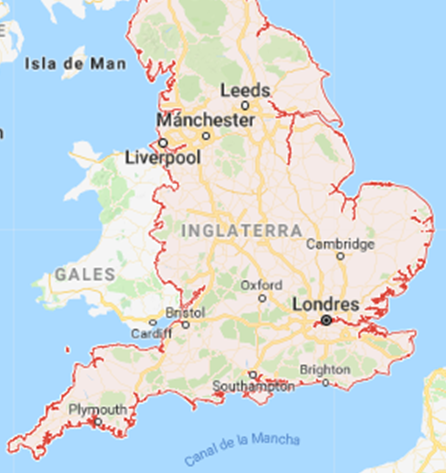 Isla de Man
Leeds
Mánchester
Liverpool
INGLATERRA
Cambridge
GALES
Oxford
Londres
Bristol
Cardiff
Brighton
Southampton
Plymouth
Canal de la Mancha